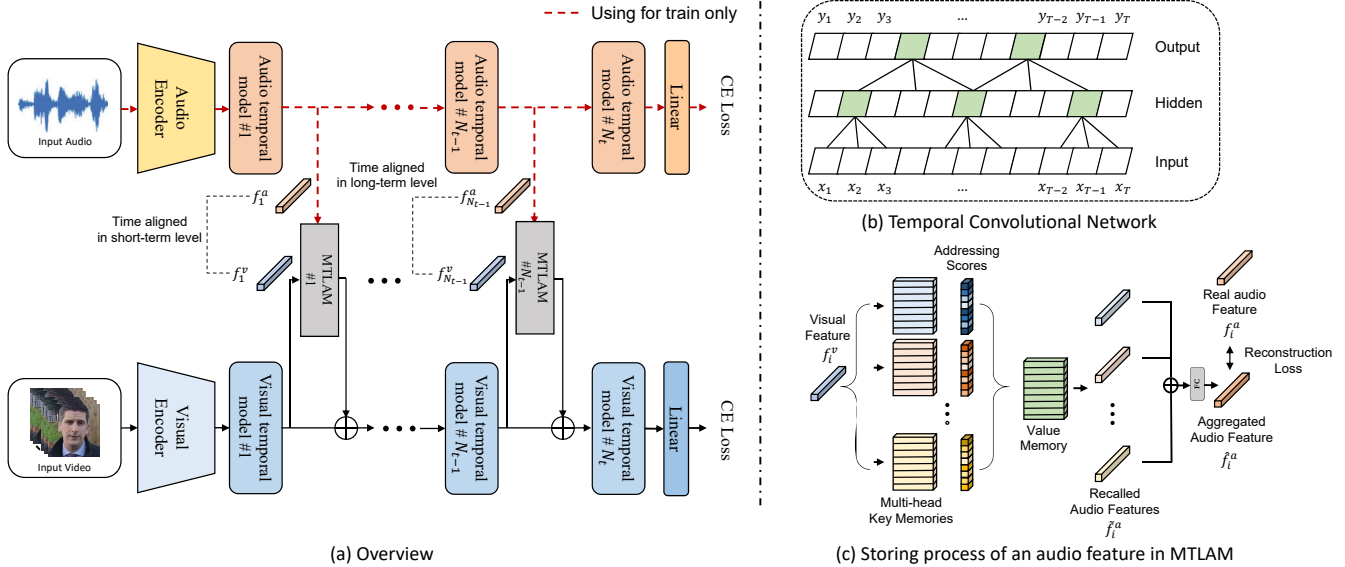 Using for train only
Input Audio
Audio
Encoder
Audio temporal
model #1
Audio temporal
model # N_{t-1}
Audio temporal
model # N_t
Linear
CE Loss
Time aligned
in short-term level
f_1^a
f_1^v
Time aligned
in long-term level
f_{N_{t-1}}^a
f_{N_{t-1}}^v
MTLAM
#1
MTLAM
#N_{t-1}
Input Video
Visual
Encoder
Visual temporal
model #1
Visual temporal
model # N_{t-1}
Visual temporal
model # N_t
Linear
CE Loss
(a) Overview
y_1 y_2 y_3 ... y_{T-2} y_{T-1} y_T
Output
Hidden
Input
x_1 x_2 x_3 ... x_{T-2} x_{T-1} x_T
(b) Temporal Convolutional Network
Visual
Feature
f_i^v
Addressing
Scores
Multi-head
Key Memories
Value
Memory
Recalled
Audio Features
f̃_i^a
FC
Real audio
Feature
f_i^a
Reconstruction
Loss
Aggregated
Audio Feature
f̂_i^a
(c) Storing process of an audio feature in MTLAM